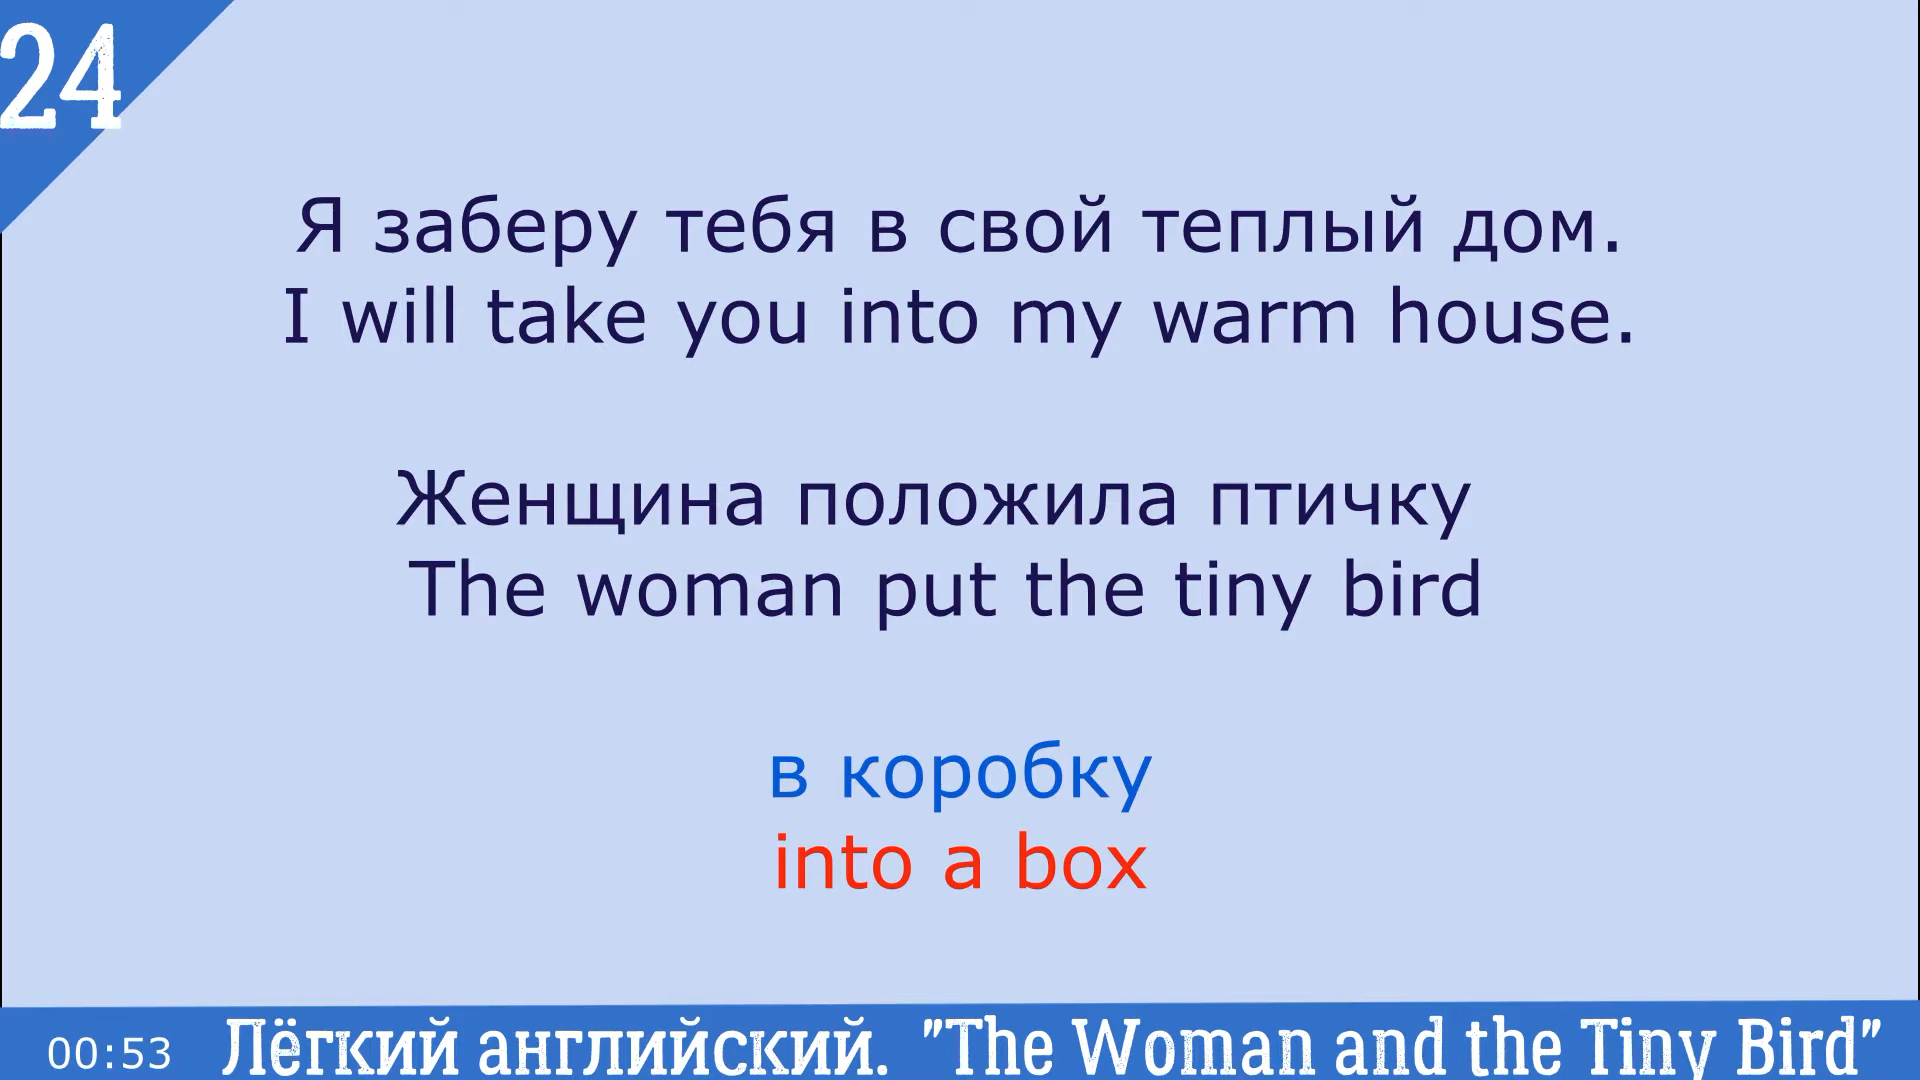 24
Я заберу тебя в свой теплый дом.
I will take you into my warm house.
Женщина положила птичку
The woman put the tiny bird
в коробку
into a box
00:53 Лёгкий английский. "The Woman and the Tiny Bird"